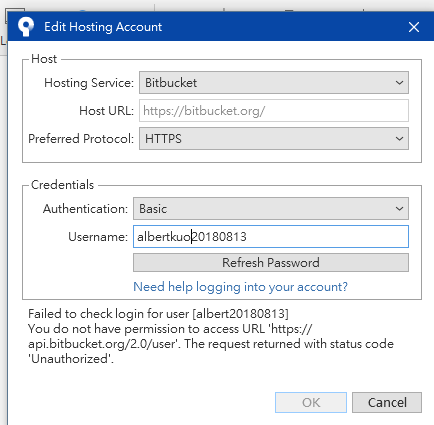 Edit Hosting Account
Host
Hosting Service: Bitbucket
Host URL: https://bitbucket.org/
Preferred Protocol: HTTPS
Credentials
Authentication: Basic
Username: albertkuo20180813
Refresh Password
Need help logging into your account?
Failed to check login for user [albert20180813]
You do not have permission to access URL 'https://
api.bitbucket.org/2.0/user'. The request returned with status code
'Unauthorized'.
OK Cancel